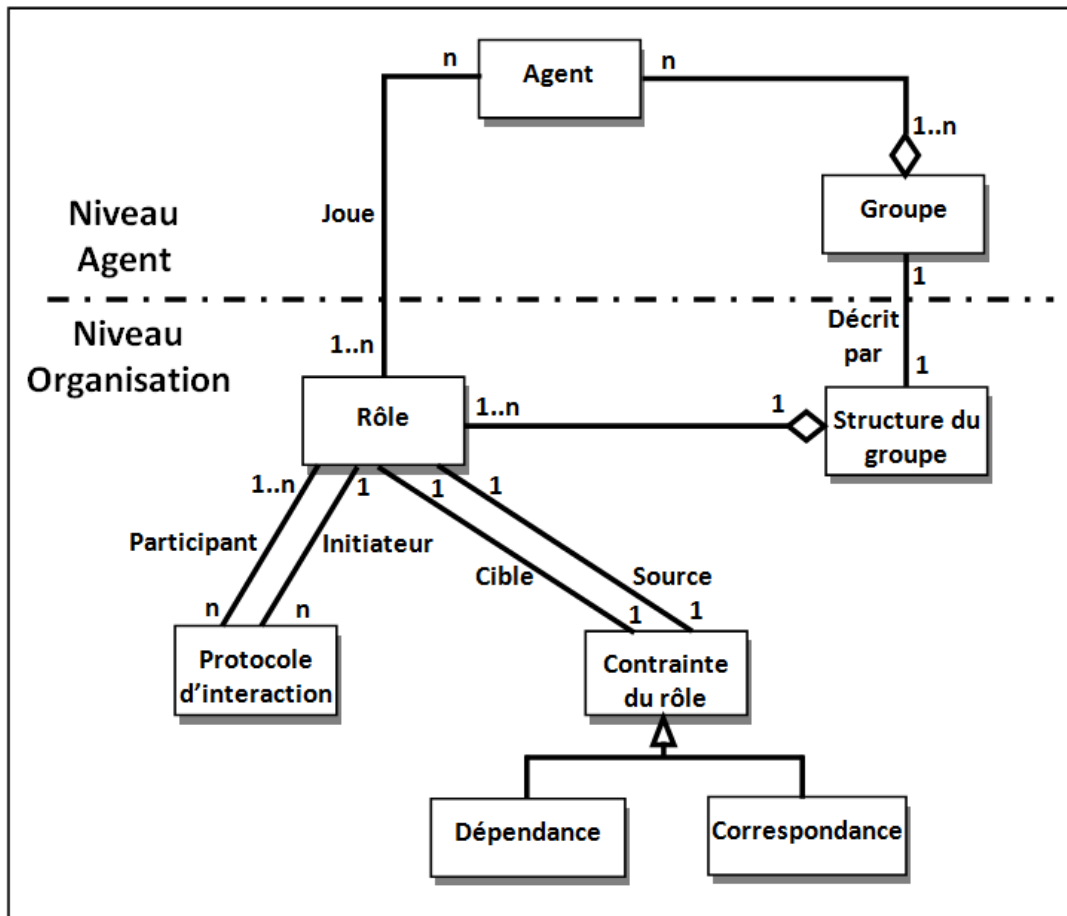 n
Agent
n
1..n
Groupe
Niveau
Agent
Joue
1
Niveau
Organisation
Décrit
par
1..n
1
Rôle
1..n
1
Structure du
groupe
1..n
1
1
1
Participant
Initiateur
Cible
Source
n
n
1
1
Protocole
d'interaction
Contrainte
du rôle
Dépendance
Correspondance